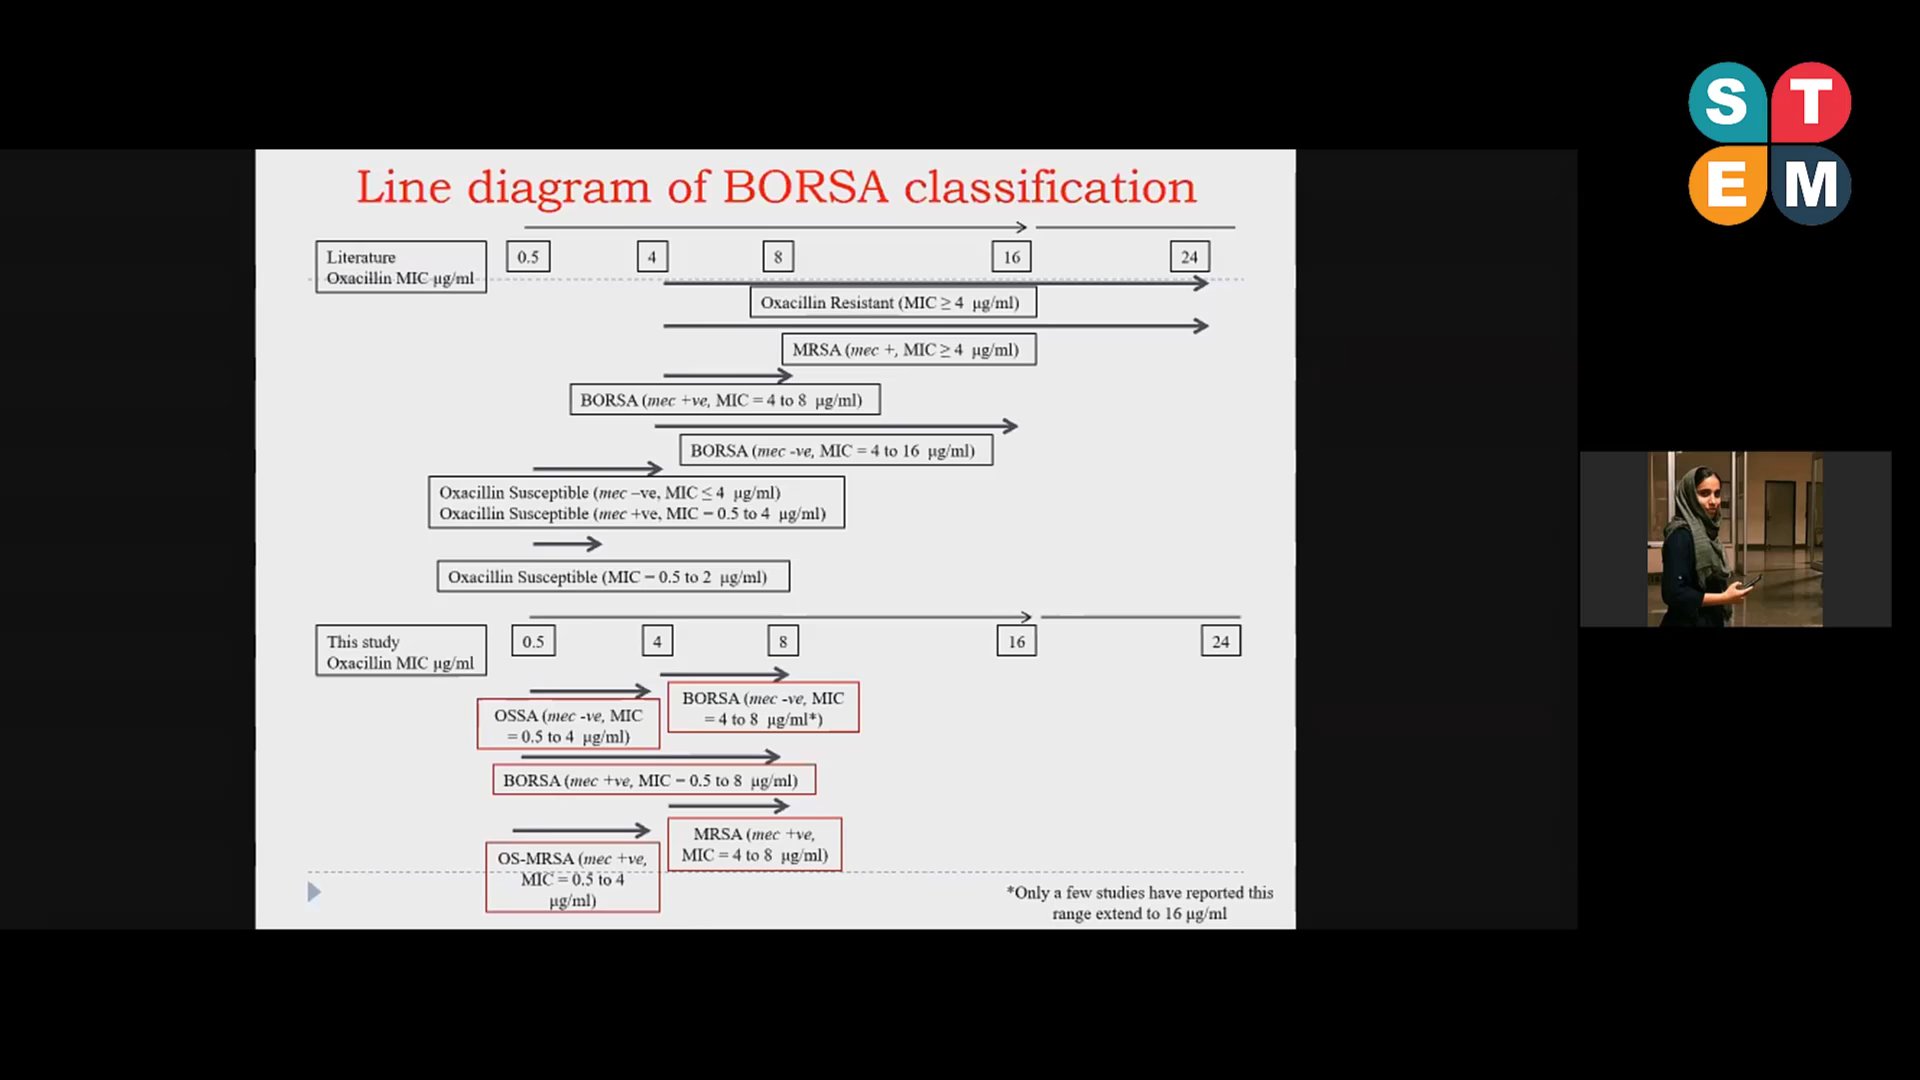 S T
E M
Line diagram of BORSA classification
Literature
Oxacillin MIC µg/ml
0.5 4 8 16 24
Oxacillin Resistant (MIC ≥ 4 µg/ml)
MRSA (mec +, MIC ≥ 4 µg/ml)
BORSA (mec +ve, MIC = 4 to 8 µg/ml)
BORSA (mec -ve, MIC = 4 to 16 µg/ml)
Oxacillin Susceptible (mec –ve, MIC ≤ 4 µg/ml)
Oxacillin Susceptible (mec +ve, MIC = 0.5 to 4 µg/ml)
Oxacillin Susceptible (MIC = 0.5 to 2 µg/ml)
This study
Oxacillin MIC µg/ml
0.5 4 8 16 24
BORSA (mec -ve, MIC
= 4 to 8 µg/ml*)
OSSA (mec -ve, MIC
= 0.5 to 4 µg/ml)
BORSA (mec +ve, MIC = 0.5 to 8 µg/ml)
MRSA (mec +ve,
MIC = 4 to 8 µg/ml)
OS-MRSA (mec +ve,
MIC = 0.5 to 4
µg/ml)
*Only a few studies have reported this
range extend to 16 µg/ml